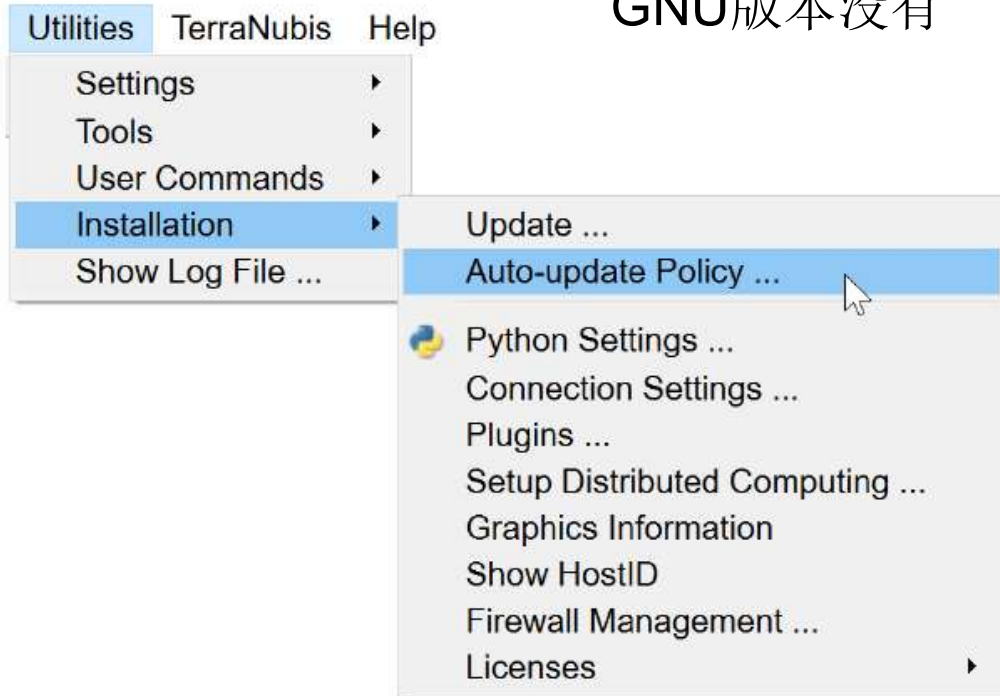 GNU版本没有
Utilities TerraNubis Help
Settings
Tools
User Commands
Installation
Show Log File ...
Update ...
Auto-update Policy ...
Python Settings ...
Connection Settings ...
Plugins ...
Setup Distributed Computing ...
Graphics Information
Show HostID
Firewall Management ...
Licenses